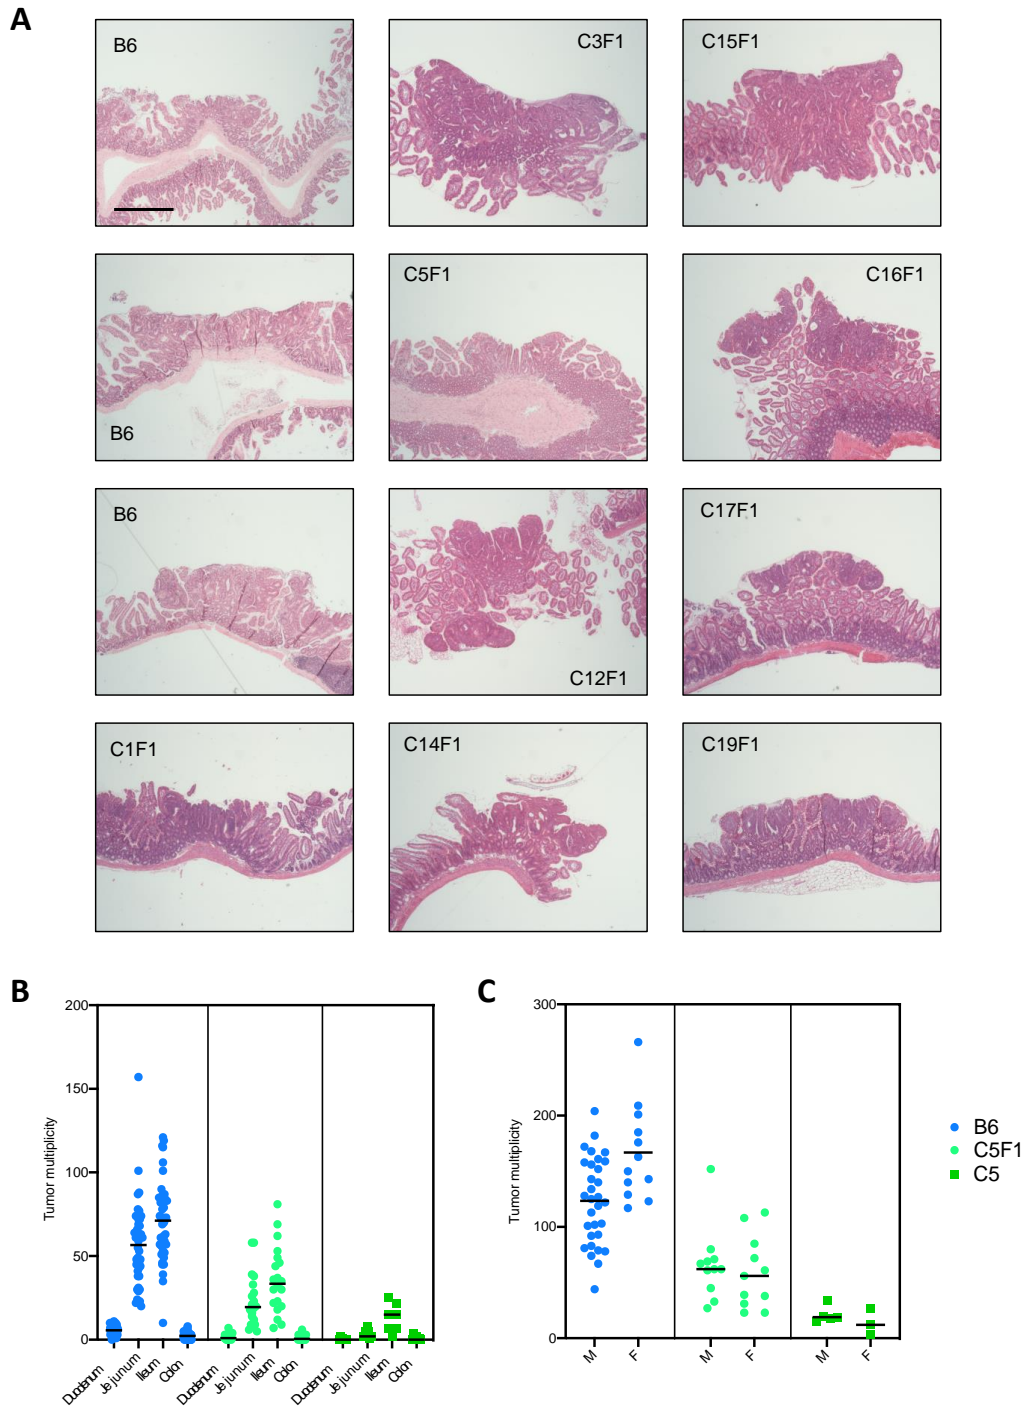 A
B6
C3F1
C15F1
B6
C5F1
C16F1
B6
C12F1
C17F1
C1F1
C14F1
C19F1
B
Tumor multiplicity
200
150
100
50
0
Duodenum
Jejunum
Ileum
Colon
Duodenum
Jejunum
Ileum
Colon
Duodenum
Jejunum
Ileum
Colon
C
Tumor multiplicity
300
200
100
0
M
F
M
F
M
F
B6
C5F1
C5